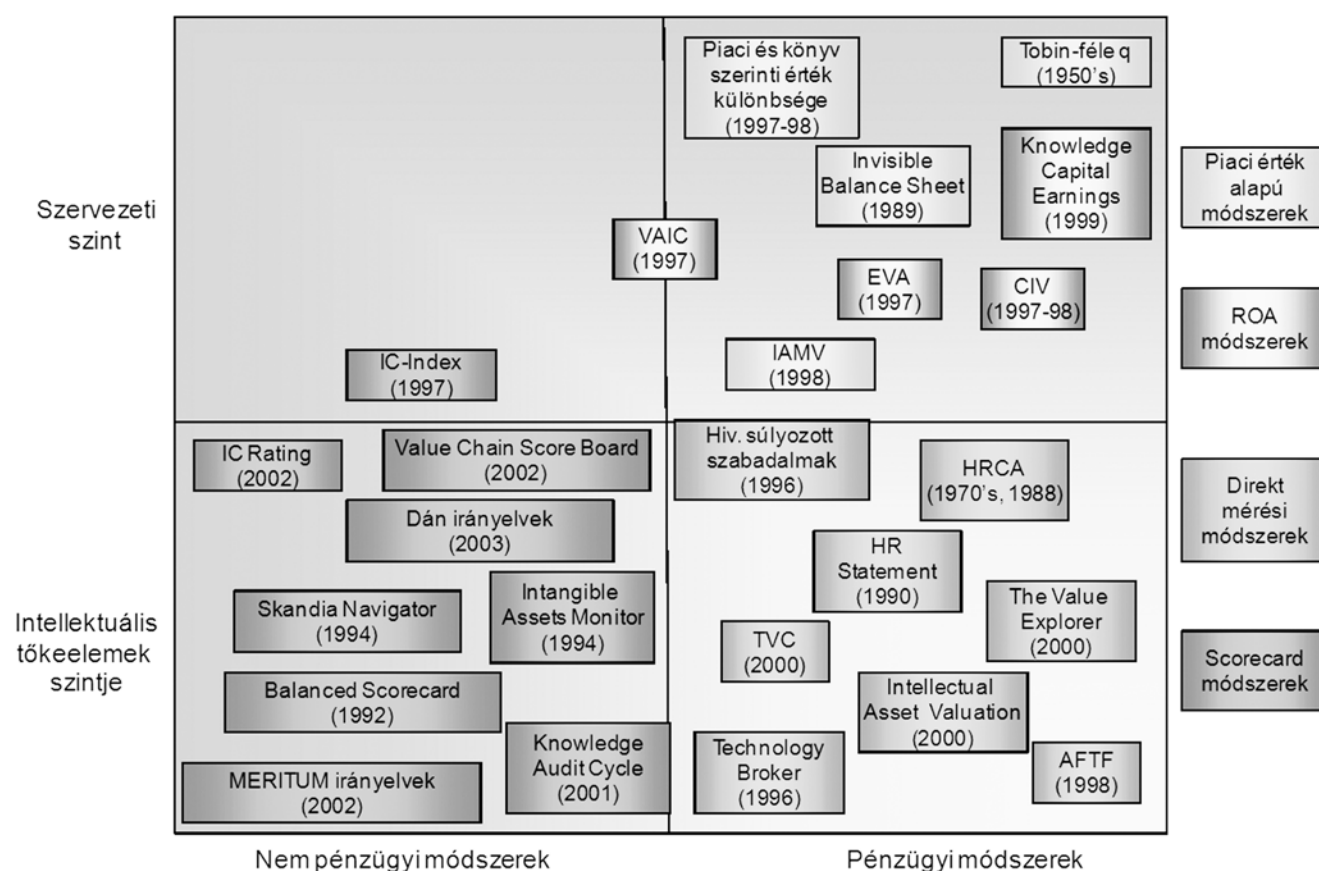 Piaci és könyv
szerinti érték
különbsége
(1997-98)
Tobin-féle q
(1950's)
Invisible
Balance Sheet
(1989)
Knowledge
Capital
Earnings
(1999)
Piaci érték
alapú
módszerek
Szervezeti
szint
VAIC
(1997)
EVA
(1997)
CIV
(1997-98)
ROA
módszerek
IC-Index
(1997)
IAMV
(1998)
IC Rating
(2002)
Value Chain Score Board
(2002)
Hiv. súlyozott
szabadalmak
(1996)
HRCA
(1970's, 1988)
Direkt
mérési
módszerek
Dán irányelvek
(2003)
HR
Statement
(1990)
Intellektuális
tőkeelemek
szintje
Skandia Navigator
(1994)
Intangible
Assets Monitor
(1994)
TVC
(2000)
The Value
Explorer
(2000)
Scorecard
módszerek
Balanced Scorecard
(1992)
Intellectual
Asset Valuation
(2000)
MERITUM irányelvek
(2002)
Knowledge
Audit Cycle
(2001)
Technology
Broker
(1996)
AFTF
(1998)
Nem pénzügyi módszerek
Pénzügyi módszerek